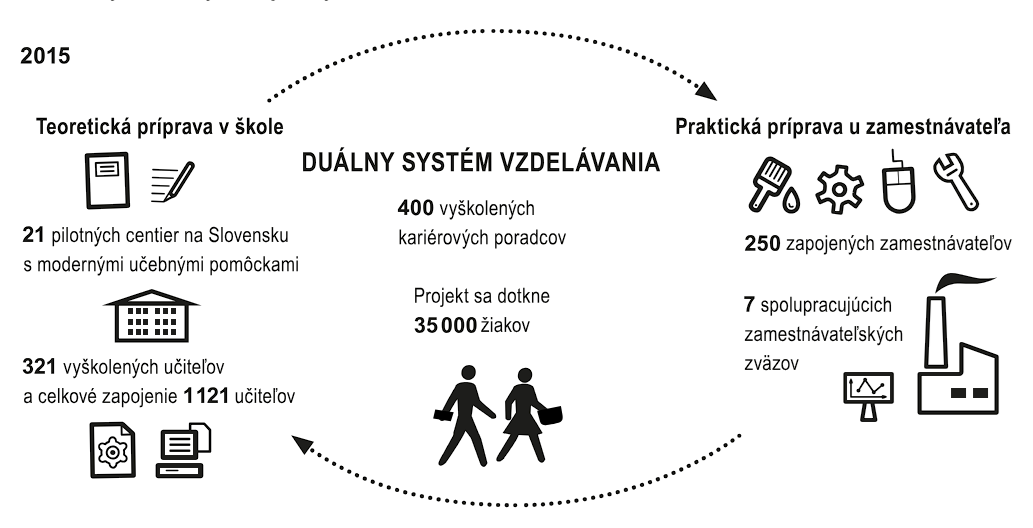 2015
Teoretická príprava v škole
21 pilotných centier na Slovensku
s modernými učebnými pomôckami
321 vyškolených učiteľov
a celkové zapojenie 1121 učiteľov
DUÁLNY SYSTÉM VZDELÁVANIA
400 vyškolených
kariérových poradcov
Projekt sa dotkne
35 000 žiakov
Praktická príprava u zamestnávateľa
250 zapojených zamestnávateľov
7 spolupracujúcich
zamestnávateľských
zväzov